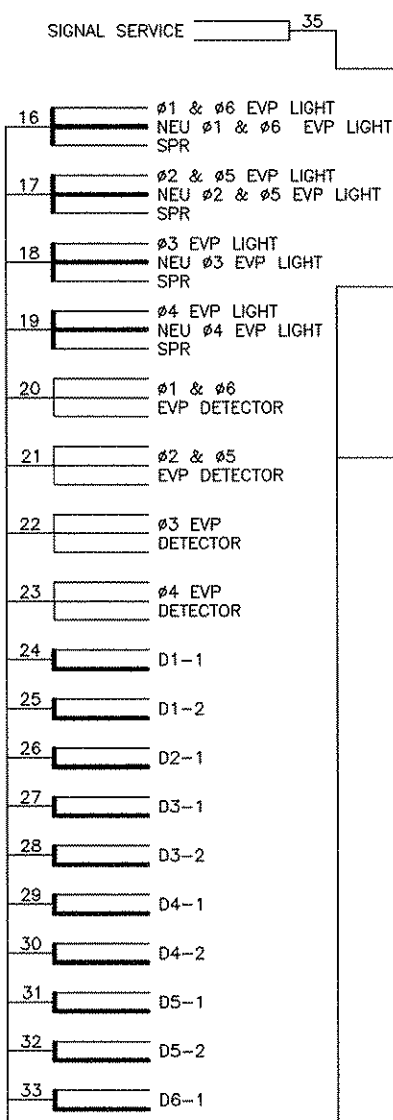 SIGNAL SERVICE 35
16 ø1 & ø6 EVP LIGHT
NEU ø1 & ø6 EVP LIGHT
SPR
17 ø2 & ø5 EVP LIGHT
NEU ø2 & ø5 EVP LIGHT
SPR
18 ø3 EVP LIGHT
NEU ø3 EVP LIGHT
SPR
19 ø4 EVP LIGHT
NEU ø4 EVP LIGHT
SPR
20 ø1 & ø6
EVP DETECTOR
21 ø2 & ø5
EVP DETECTOR
22 ø3 EVP
DETECTOR
23 ø4 EVP
DETECTOR
24 D1-1
25 D1-2
26 D2-1
27 D3-1
28 D3-2
29 D4-1
30 D4-2
31 D5-1
32 D5-2
33 D6-1